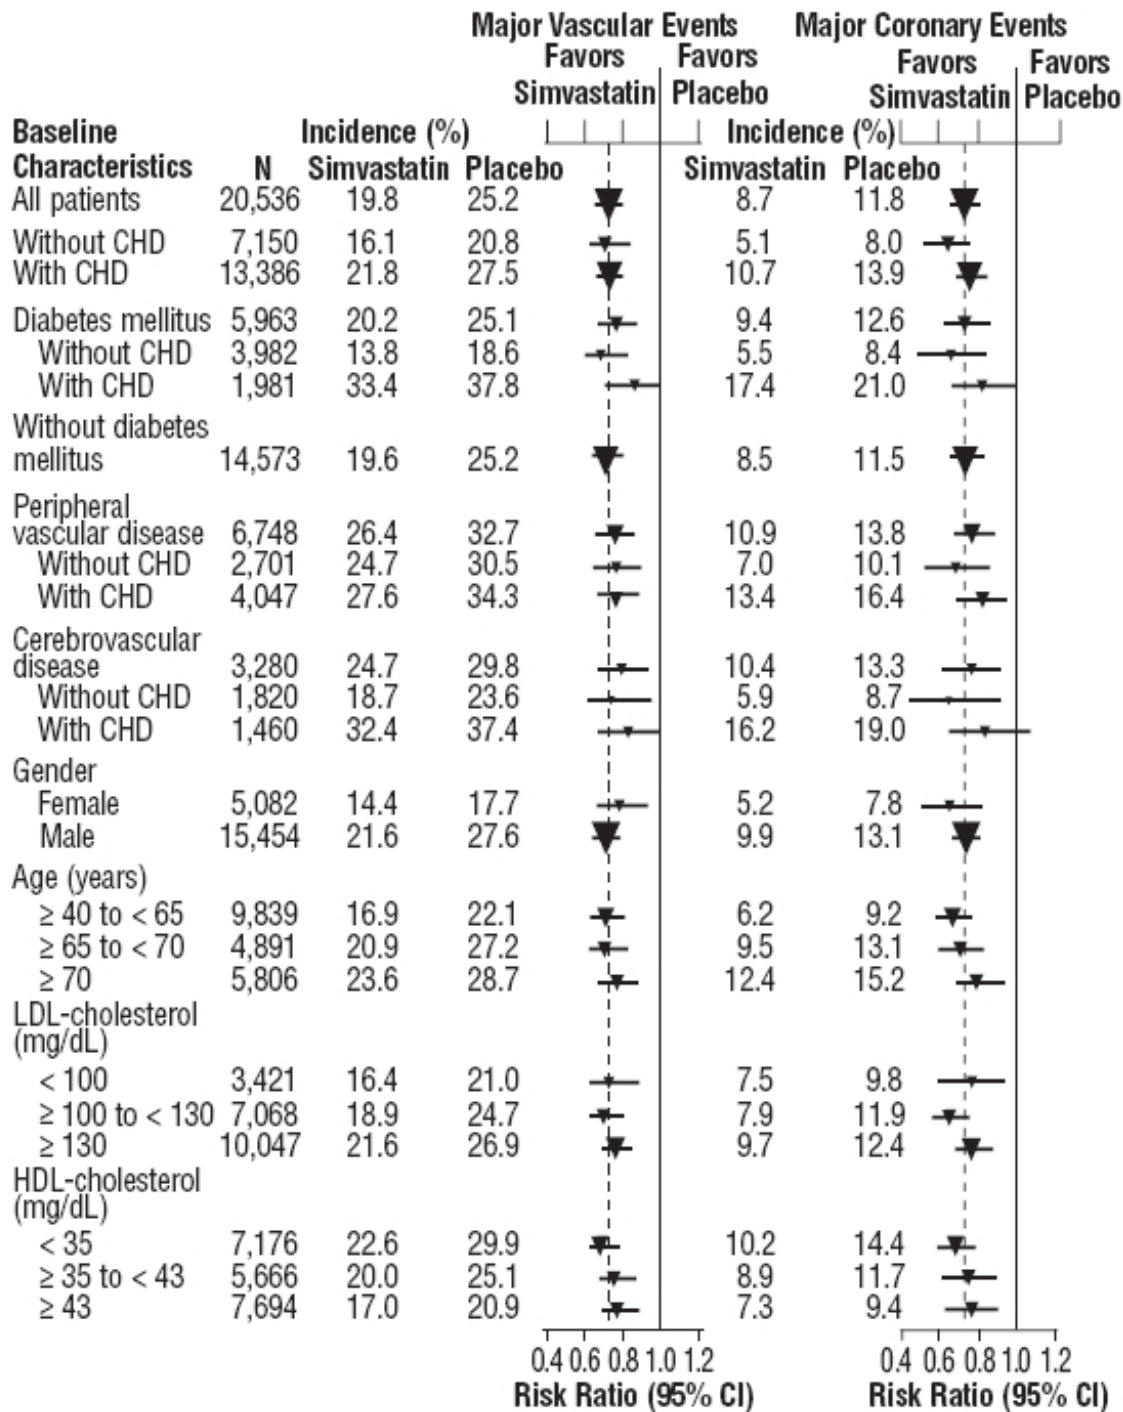 Major Vascular Events Major Coronary Events
Favors Favors Favors Favors
Simvastatin Placebo Simvastatin Placebo
Baseline Incidence (%) Incidence (%)
Characteristics N Simvastatin Placebo Simvastatin Placebo
All patients 20,536 19.8 25.2 8.7 11.8
Without CHD 7,150 16.1 20.8 5.1 8.0
With CHD 13,386 21.8 27.5 10.7 13.9
Diabetes mellitus 5,963 20.2 25.1 9.4 12.6
Without CHD 3,982 13.8 18.6 5.5 8.4
With CHD 1,981 33.4 37.8 17.4 21.0
Without diabetes
mellitus 14,573 19.6 25.2 8.5 11.5
Peripheral
vascular disease 6,748 26.4 32.7 10.9 13.8
Without CHD 2,701 24.7 30.5 7.0 10.1
With CHD 4,047 27.6 34.3 13.4 16.4
Cerebrovascular
disease 3,280 24.7 29.8 10.4 13.3
Without CHD 1,820 18.7 23.6 5.9 8.7
With CHD 1,460 32.4 37.4 16.2 19.0
Gender
Female 5,082 14.4 17.7 5.2 7.8
Male 15,454 21.6 27.6 9.9 13.1
Age (years)
≥ 40 to < 65 9,839 16.9 22.1 6.2 9.2
≥ 65 to < 70 4,891 20.9 27.2 9.5 13.1
≥ 70 5,806 23.6 28.7 12.4 15.2
LDL-cholesterol
(mg/dL)
< 100 3,421 16.4 21.0 7.5 9.8
≥ 100 to < 130 7,068 18.9 24.7 7.9 11.9
≥ 130 10,047 21.6 26.9 9.7 12.4
HDL-cholesterol
(mg/dL)
< 35 7,176 22.6 29.9 10.2 14.4
≥ 35 to < 43 5,666 20.0 25.1 8.9 11.7
≥ 43 7,694 17.0 20.9 7.3 9.4
0.4 0.6 0.8 1.0 1.2 0.4 0.6 0.8 1.0 1.2
Risk Ratio (95% CI) Risk Ratio (95% CI)